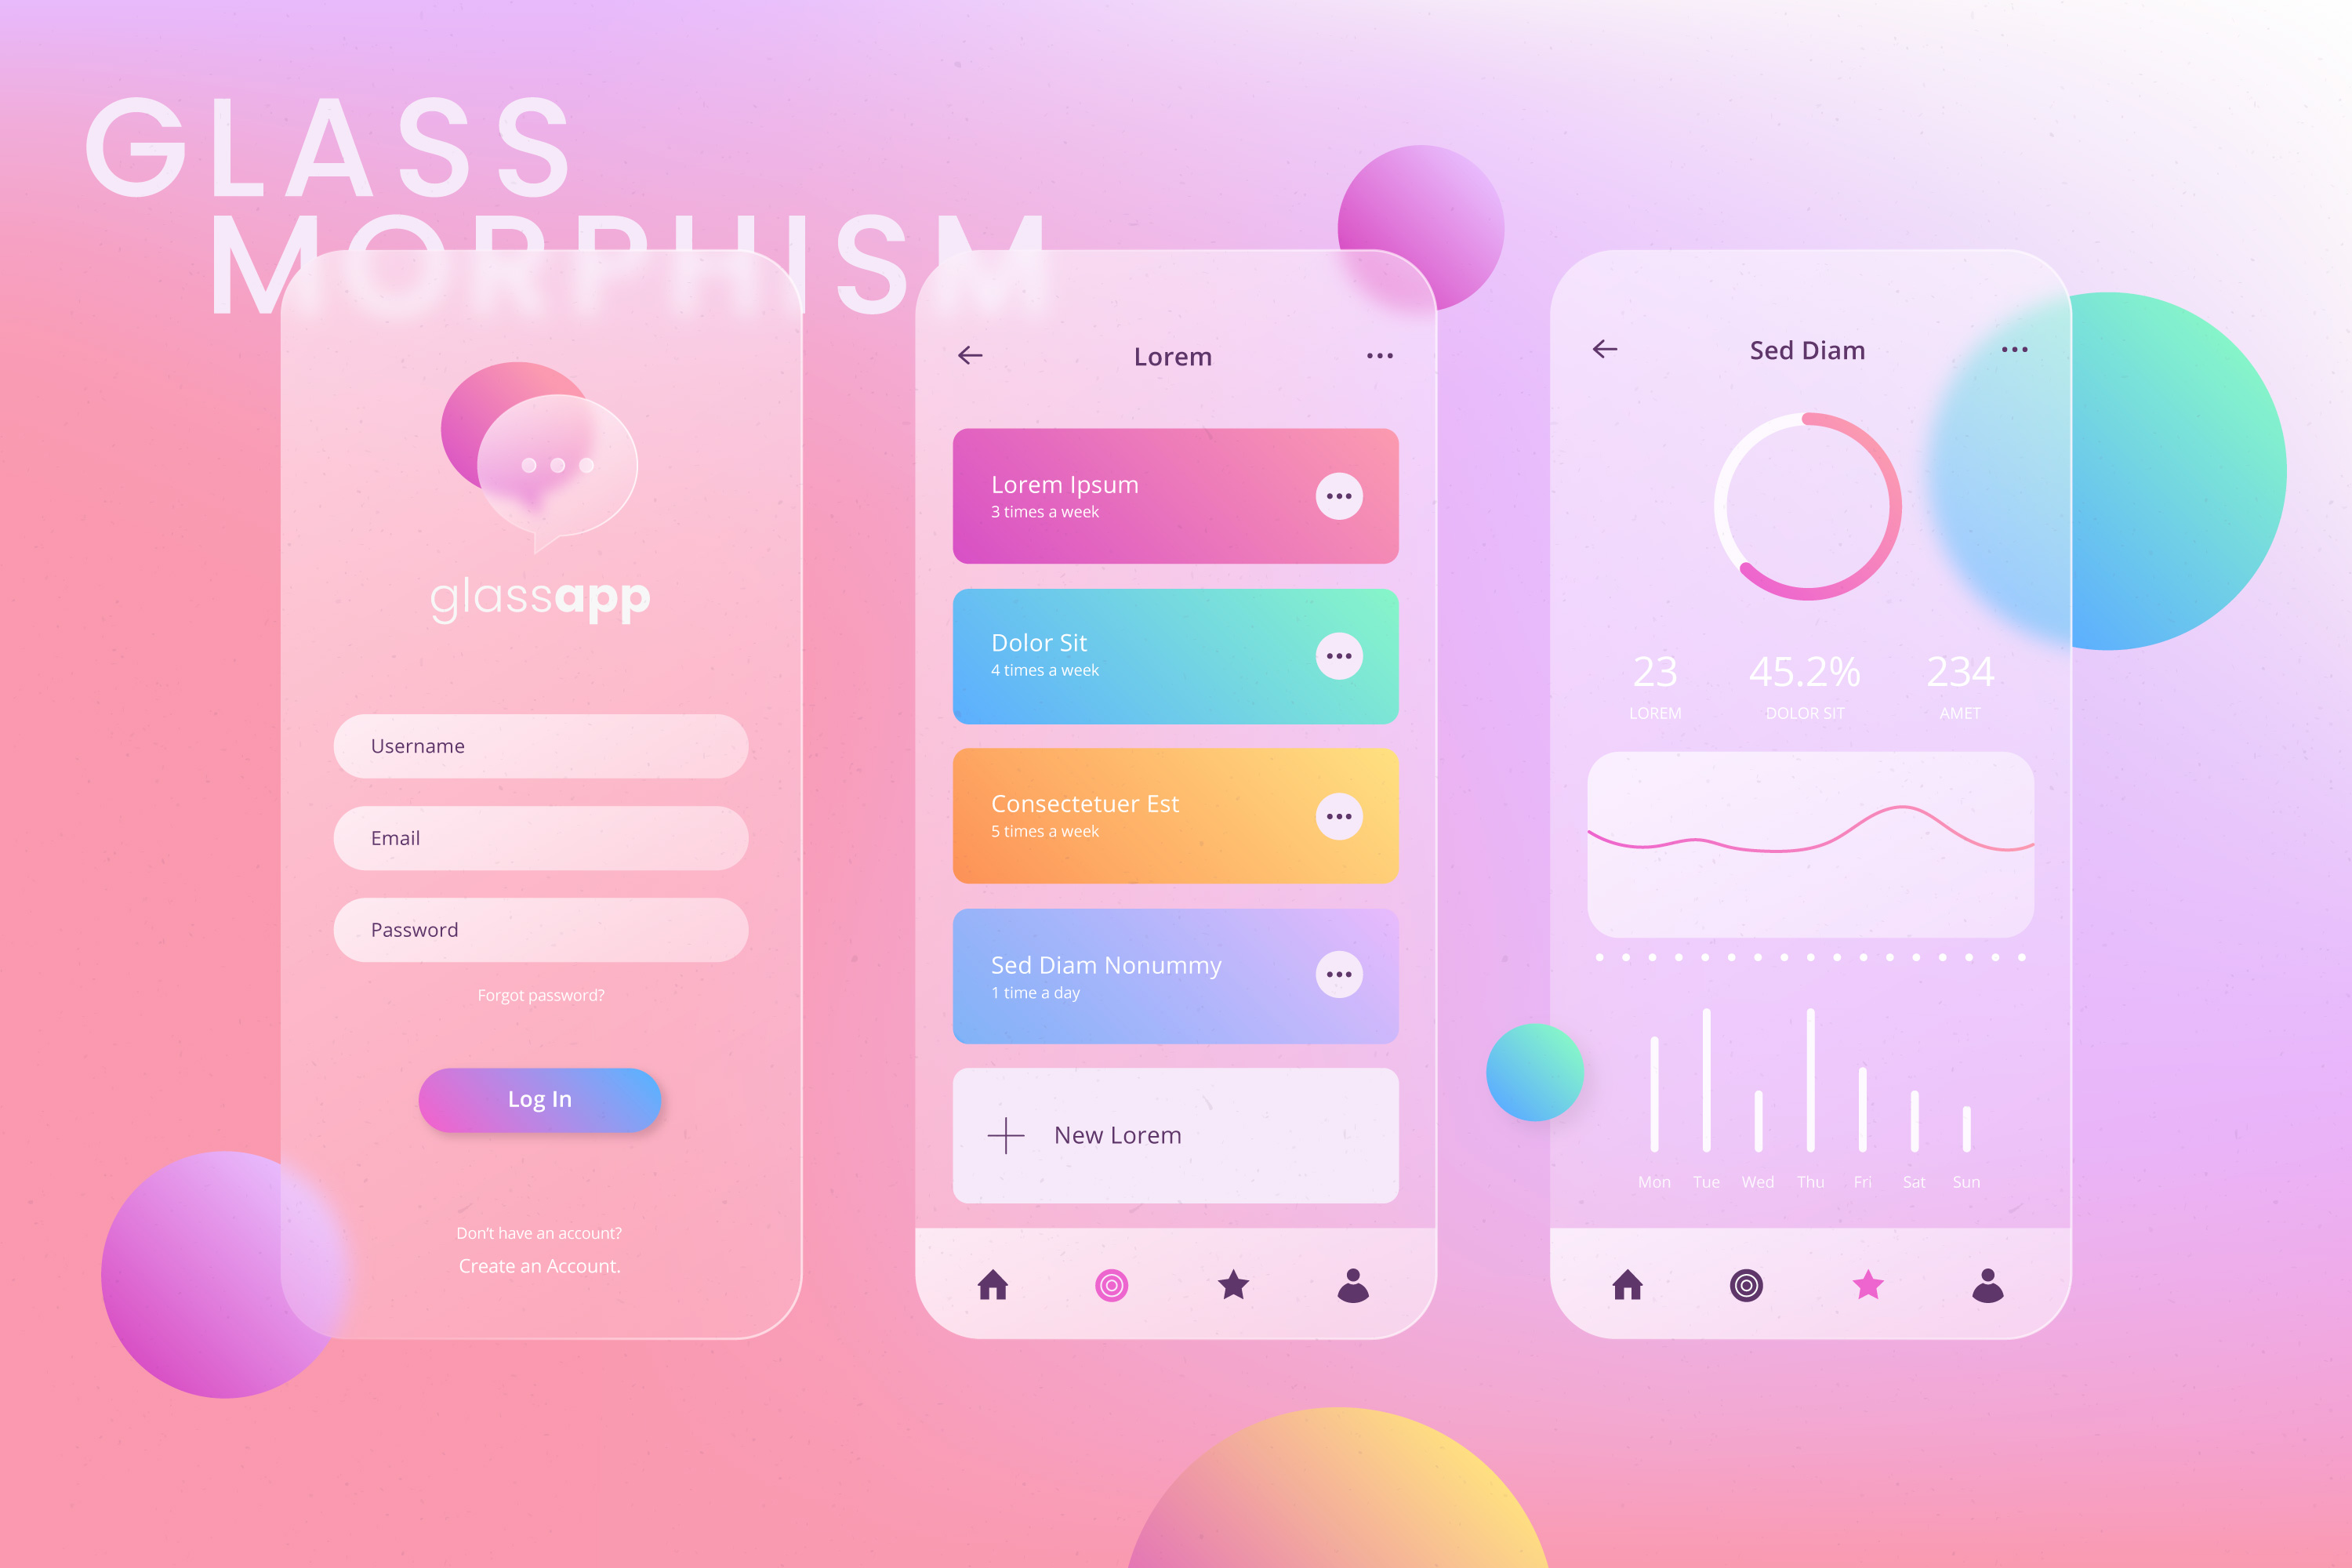 GLASS
MORPHISM
glassapp
Username
Email
Password
Forgot password?
Log In
Don't have an account?
Create an Account.
Lorem
Lorem Ipsum
3 times a week
Dolor Sit
4 times a week
Consectetuer Est
5 times a week
Sed Diam Nonummy
1 time a day
New Lorem
Sed Diam
23 45.2% 234
LOREM DOLOR SIT AMET
Mon Tue Wed Thu Fri Sat Sun